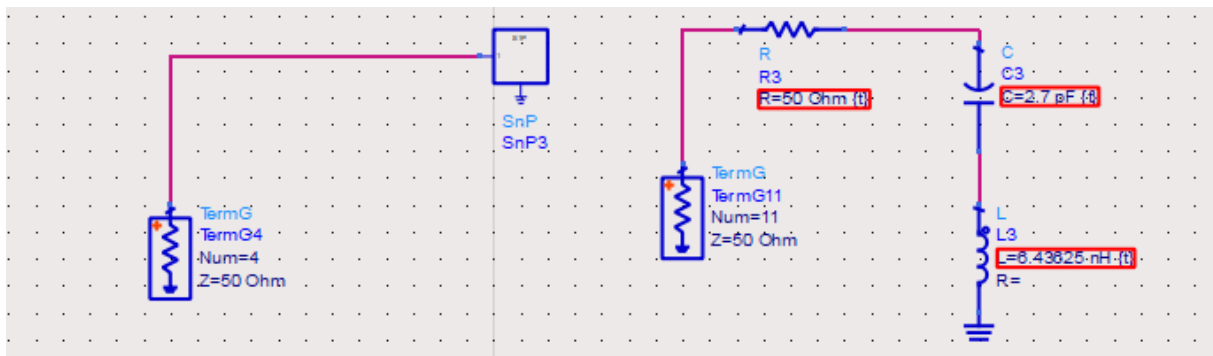 SnP
SnP3
TermG
TermG4
Num=4
Z=50 Ohm
R
R3
R=50 Ohm {t}
C
C3
C=2.7 pF {t}
TermG
TermG11
Num=11
Z=50 Ohm
L
L3
L=6.43625 nH {t}
R=